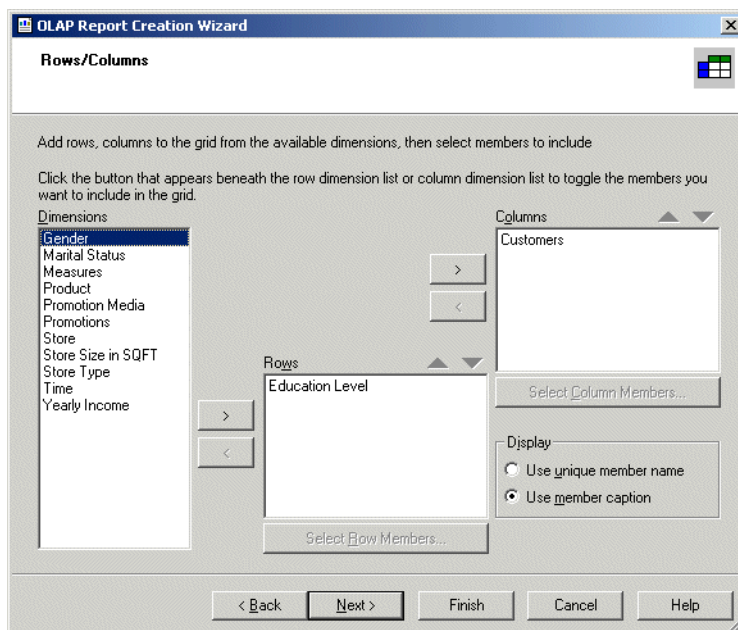 OLAP Report Creation Wizard
Rows/Columns
Add rows, columns to the grid from the available dimensions, then select members to include
Click the button that appears beneath the row dimension list or column dimension list to toggle the members you
want to include in the grid.
Dimensions
Gender
Marital Status
Measures
Product
Promotion Media
Promotions
Store
Store Size in SQFT
Store Type
Time
Yearly Income
>
<
Rows
Education Level
Select Row Members...
>
<
Columns
Customers
Select Column Members...
Display
Use unique member name
Use member caption
< Back
Next >
Finish
Cancel
Help